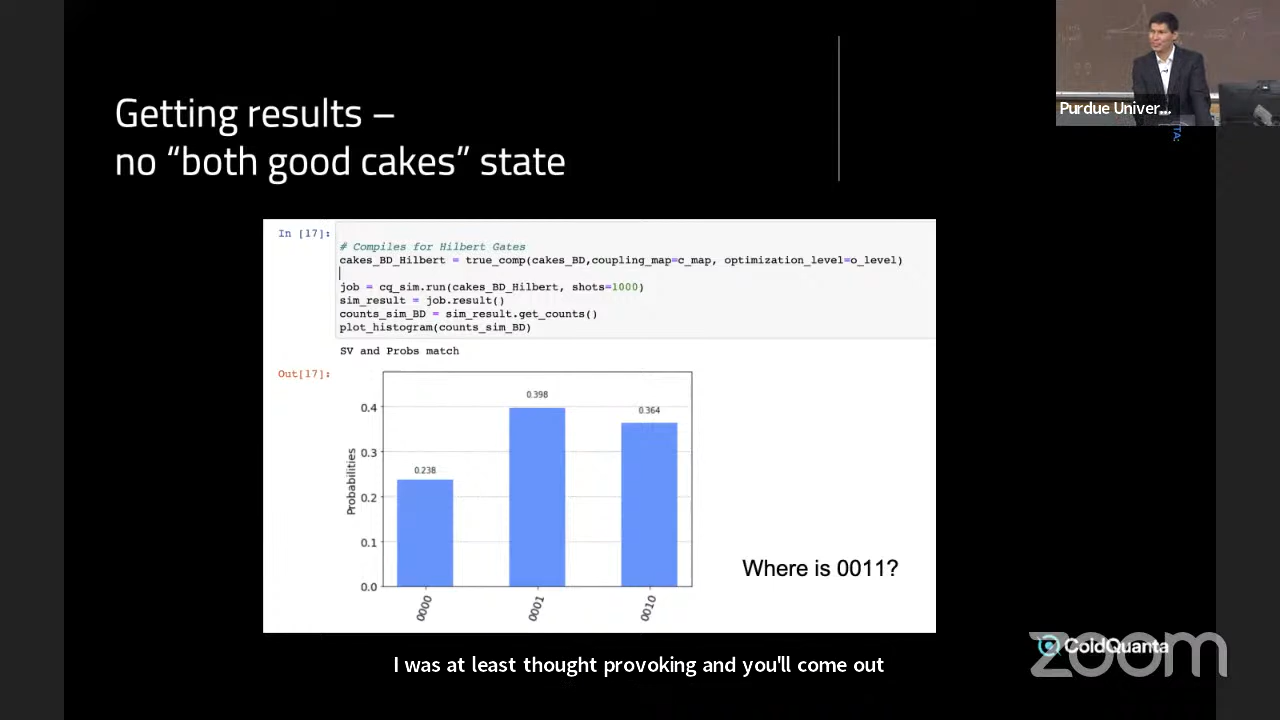 Getting results –
no “both good cakes” state
Purdue Univer...
TA:
In [17]:
# Compiles for Hilbert Gates
cakes_BD_Hilbert = true_comp(cakes_BD,coupling_map=c_map, optimization_level=o_level)
job = cq_sim.run(cakes_BD_Hilbert, shots=1000)
sim_result = job.result()
counts_sim_BD = sim_result.get_counts()
plot_histogram(counts_sim_BD)
SV and Probs match
Out[17]:
Probabilities
0.4
0.3
0.2
0.1
0.0
0.238
0.398
0.364
0000
0001
0010
Where is 0011?
ColdQuanta
zoom
I was at least thought provoking and you'll come out